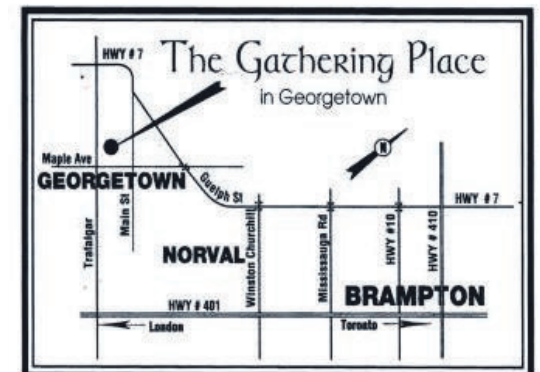 HWY # 7
The Gathering Place
in Georgetown
N
Maple Ave
GEORGETOWN
Guelph St
HWY # 7
Trafalgar
Main St
NORVAL
Winston Churchill
Mississauga Rd
HWY #10
HWY # 410
BRAMPTON
HWY # 401
London
Toronto